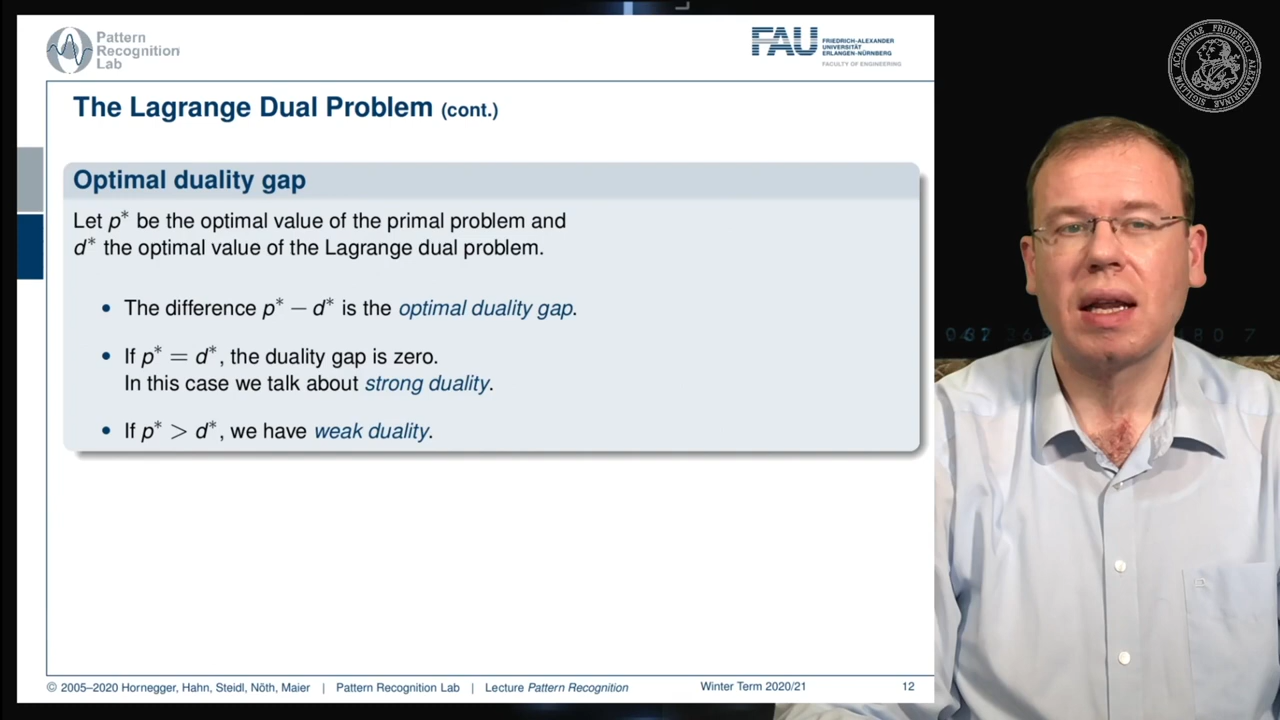 Pattern
Recognition
Lab
FAU
FRIEDRICH-ALEXANDER
UNIVERSITÄT
ERLANGEN-NÜRNBERG
FACULTY OF ENGINEERING
The Lagrange Dual Problem (cont.)
Optimal duality gap
Let p* be the optimal value of the primal problem and
d* the optimal value of the Lagrange dual problem.
• The difference p* − d* is the optimal duality gap.
• If p* = d*, the duality gap is zero.
In this case we talk about strong duality.
• If p* > d*, we have weak duality.
© 2005–2020 Hornegger, Hahn, Steidl, Nöth, Maier | Pattern Recognition Lab | Lecture Pattern Recognition
Winter Term 2020/21
12